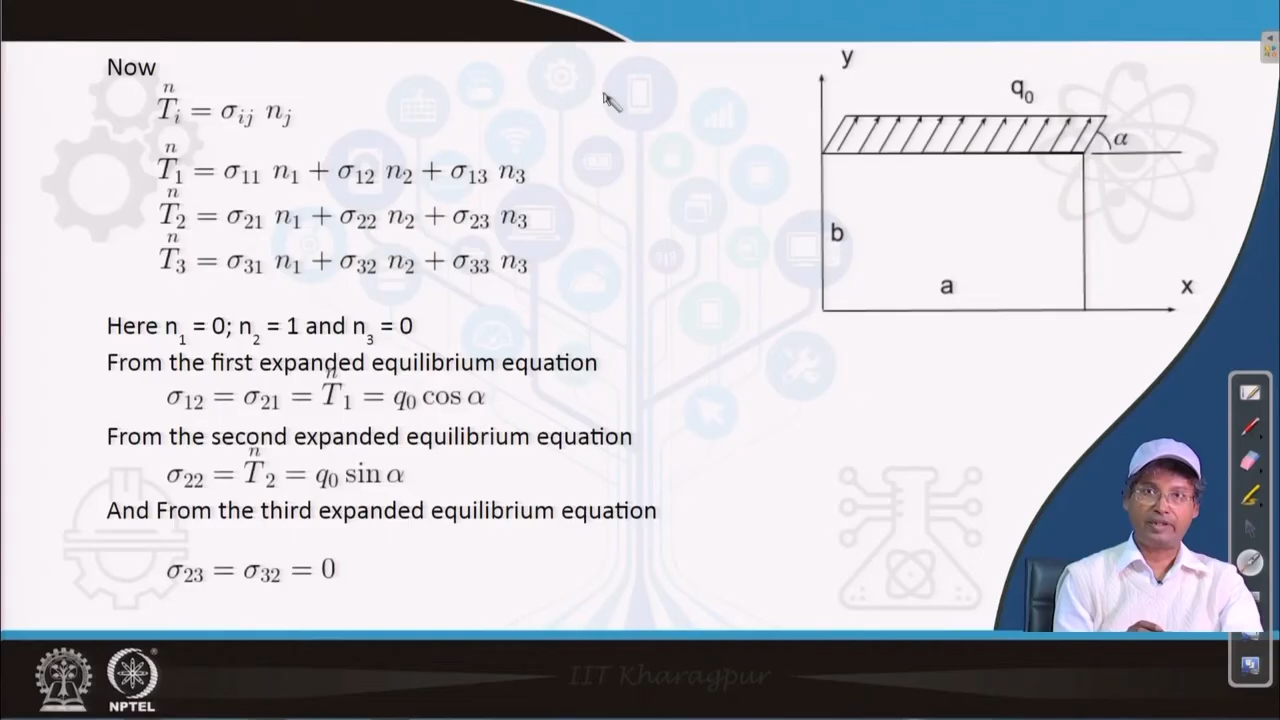 Now
n
T_i = σ_ij n_j
n
T_1 = σ_11 n_1 + σ_12 n_2 + σ_13 n_3
n
T_2 = σ_21 n_1 + σ_22 n_2 + σ_23 n_3
n
T_3 = σ_31 n_1 + σ_32 n_2 + σ_33 n_3
Here n_1 = 0; n_2 = 1 and n_3 = 0
From the first expanded equilibrium equation
n
σ_12 = σ_21 = T_1 = q_0 cos α
From the second expanded equilibrium equation
n
σ_22 = T_2 = q_0 sin α
And From the third expanded equilibrium equation
σ_23 = σ_32 = 0
y
q_0
α
b
a
x
NPTEL
IIT Kharagpur